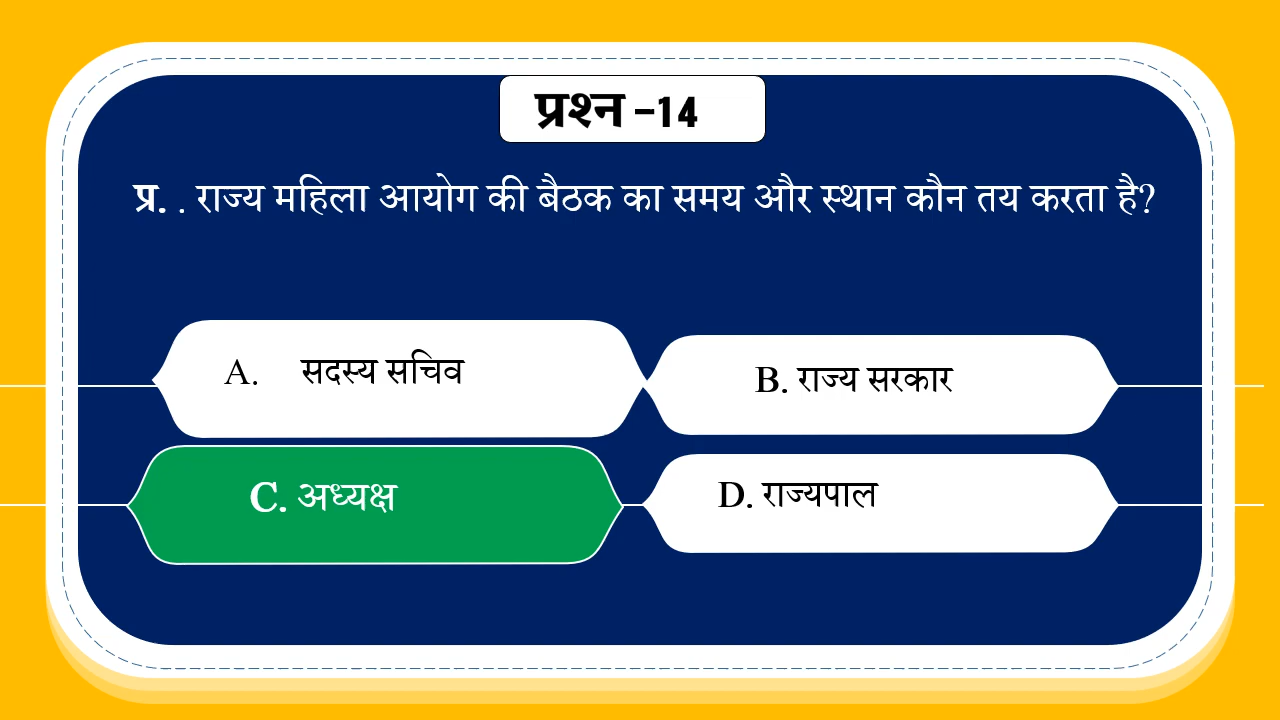 प्रश्न –14
प्र. . राज्य महिला आयोग की बैठक का समय और स्थान कौन तय करता है?
A. सदस्य सचिव
B. राज्य सरकार
C. अध्यक्ष
D. राज्यपाल